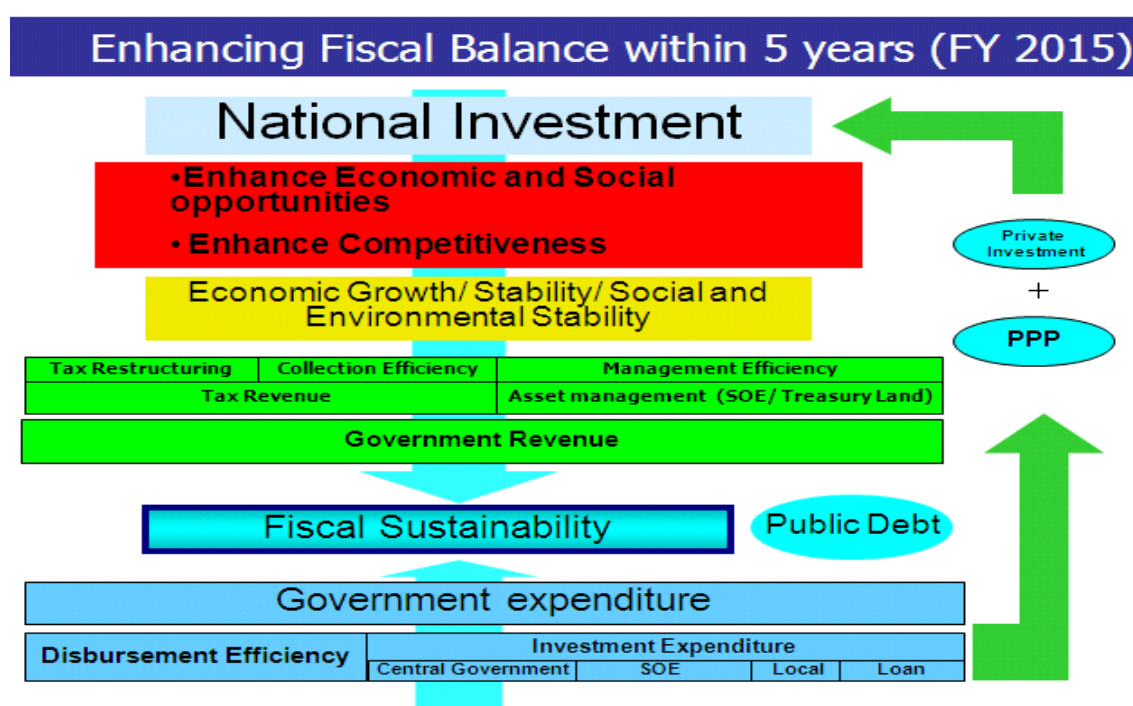 Enhancing Fiscal Balance within 5 years (FY 2015)
National Investment
•Enhance Economic and Social
opportunities
• Enhance Competitiveness
Private
Investment
+
PPP
Economic Growth/ Stability/ Social and
Environmental Stability
Tax Restructuring Collection Efficiency Management Efficiency
Tax Revenue Asset management (SOE/ Treasury Land)
Government Revenue
Fiscal Sustainability
Public Debt
Government expenditure
Disbursement Efficiency
Investment Expenditure
Central Government SOE Local Loan